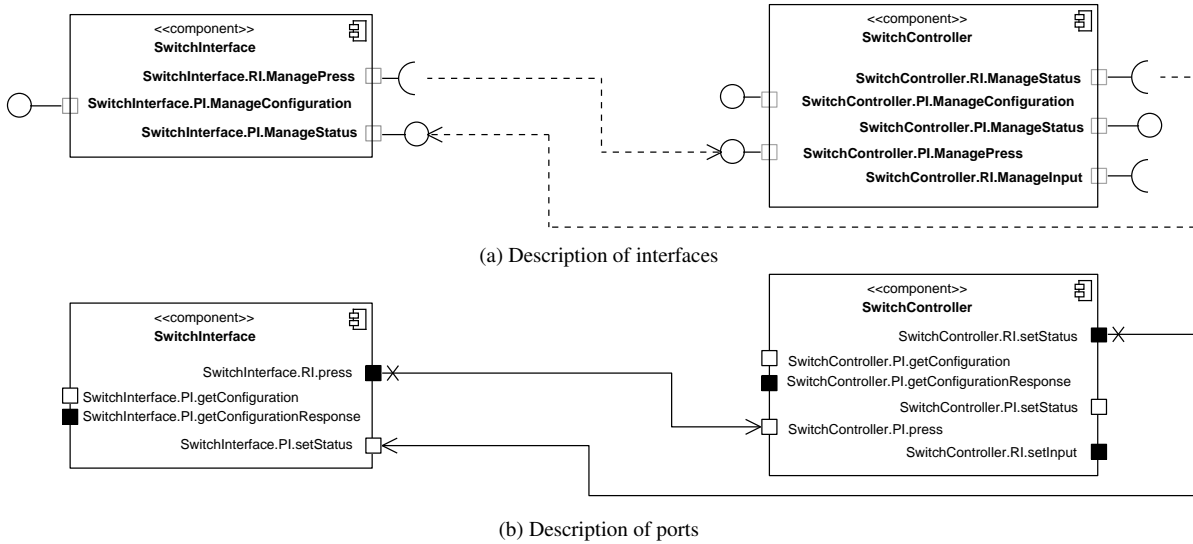 <<component>>
SwitchInterface
SwitchInterface.RI.ManagePress
SwitchInterface.PI.ManageConfiguration
SwitchInterface.PI.ManageStatus
<<component>>
SwitchController
SwitchController.RI.ManageStatus
SwitchController.PI.ManageConfiguration
SwitchController.PI.ManageStatus
SwitchController.PI.ManagePress
SwitchController.RI.ManageInput
(a) Description of interfaces
<<component>>
SwitchInterface
SwitchInterface.RI.press
SwitchInterface.PI.getConfiguration
SwitchInterface.PI.getConfigurationResponse
SwitchInterface.PI.setStatus
<<component>>
SwitchController
SwitchController.RI.setStatus
SwitchController.PI.getConfiguration
SwitchController.PI.getConfigurationResponse
SwitchController.PI.setStatus
SwitchController.PI.press
SwitchController.RI.setInput
(b) Description of ports